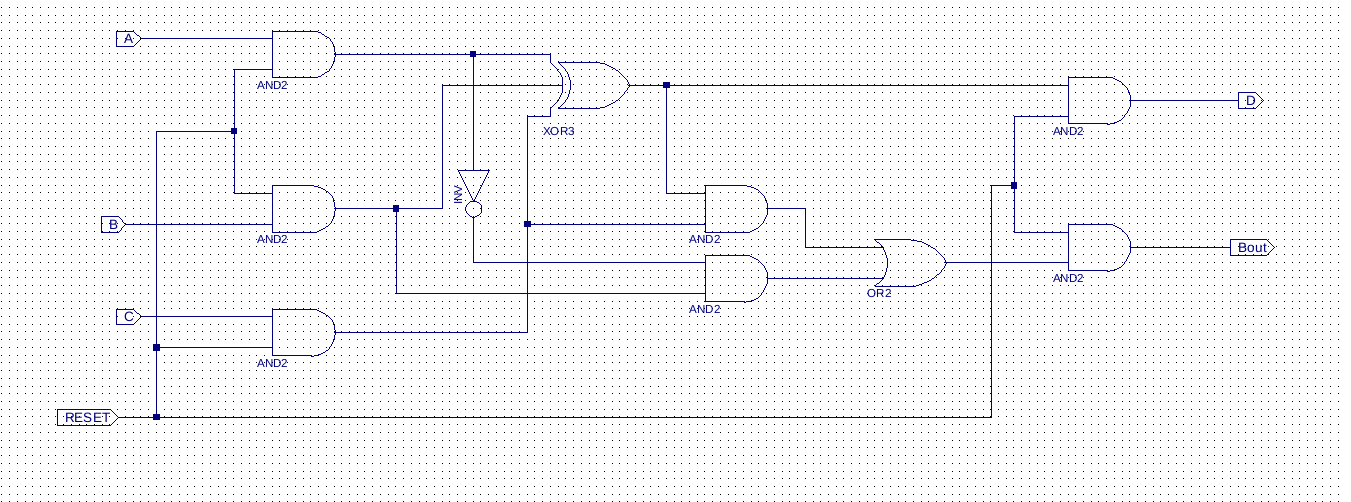 A
AND2
XOR3
D
AND2
INV
B
AND2
AND2
Bout
AND2
AND2
OR2
C
AND2
RESET